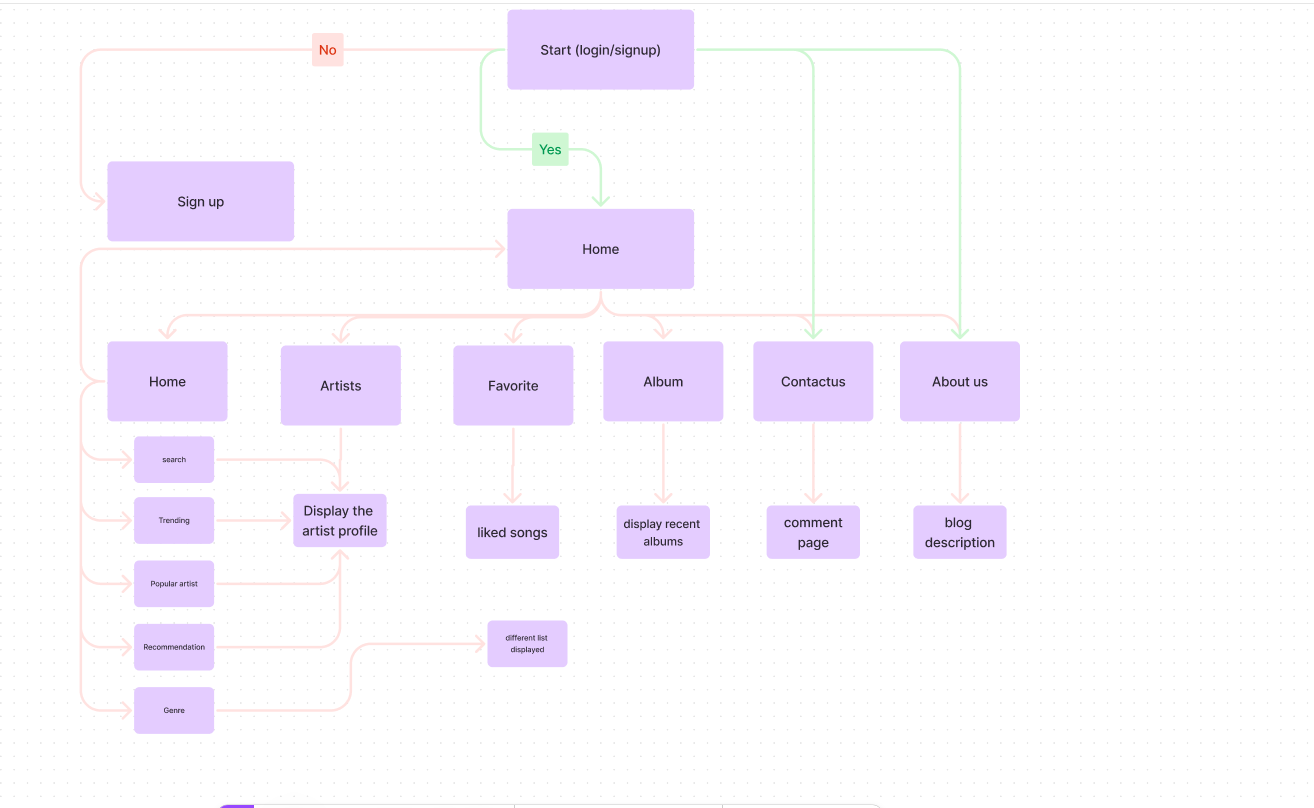 Start (login/signup)
No
Yes
Sign up
Home
Home
Artists
Favorite
Album
Contactus
About us
search
Trending
Popular artist
Recommendation
Genre
Display the
artist profile
liked songs
display recent
albums
comment
page
blog
description
different list
displayed